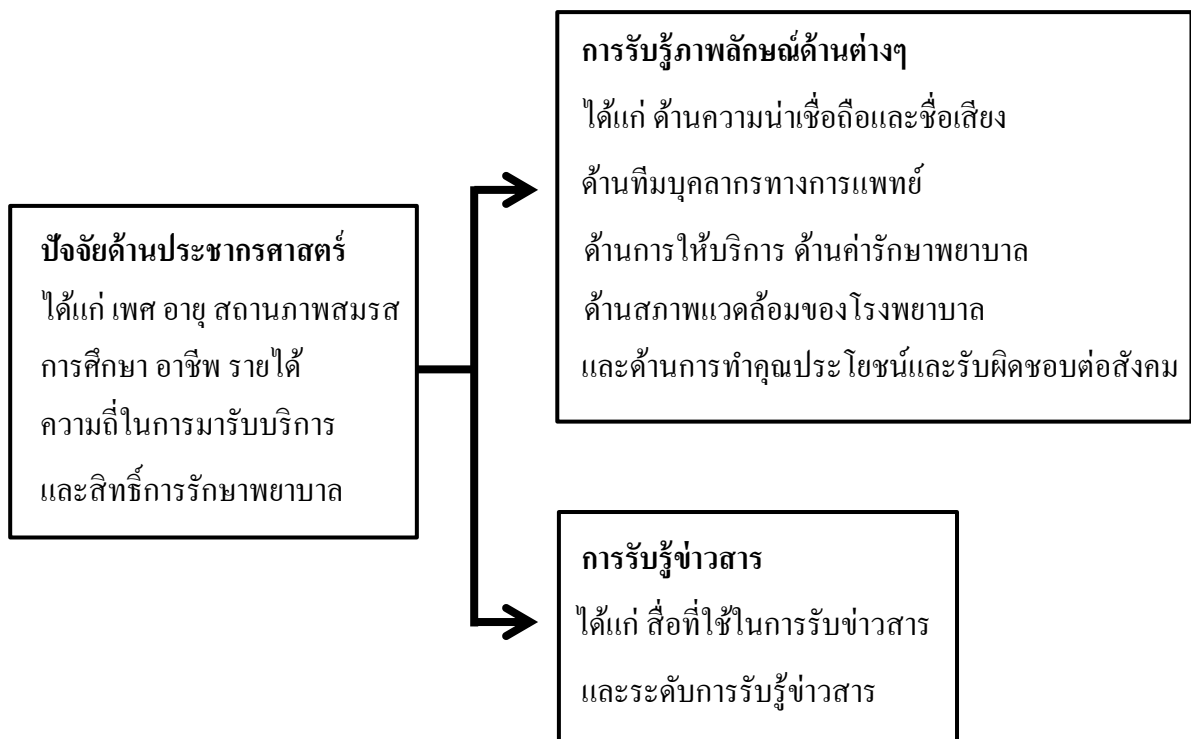 ปัจจัยด้านประชากรศาสตร์
ได้แก่ เพศ อายุ สถานภาพสมรส
การศึกษา อาชีพ รายได้
ความถี่ในการมารับบริการ
และสิทธิ์การรักษาพยาบาล
การรับรู้ภาพลักษณ์ด้านต่างๆ
ได้แก่ ด้านความน่าเชื่อถือและชื่อเสียง
ด้านทีมบุคลากรทางการแพทย์
ด้านการให้บริการ ด้านค่ารักษาพยาบาล
ด้านสภาพแวดล้อมของโรงพยาบาล
และด้านการทำคุณประโยชน์และรับผิดชอบต่อสังคม
การรับรู้ข่าวสาร
ได้แก่ สื่อที่ใช้ในการรับข่าวสาร
และระดับการรับรู้ข่าวสาร